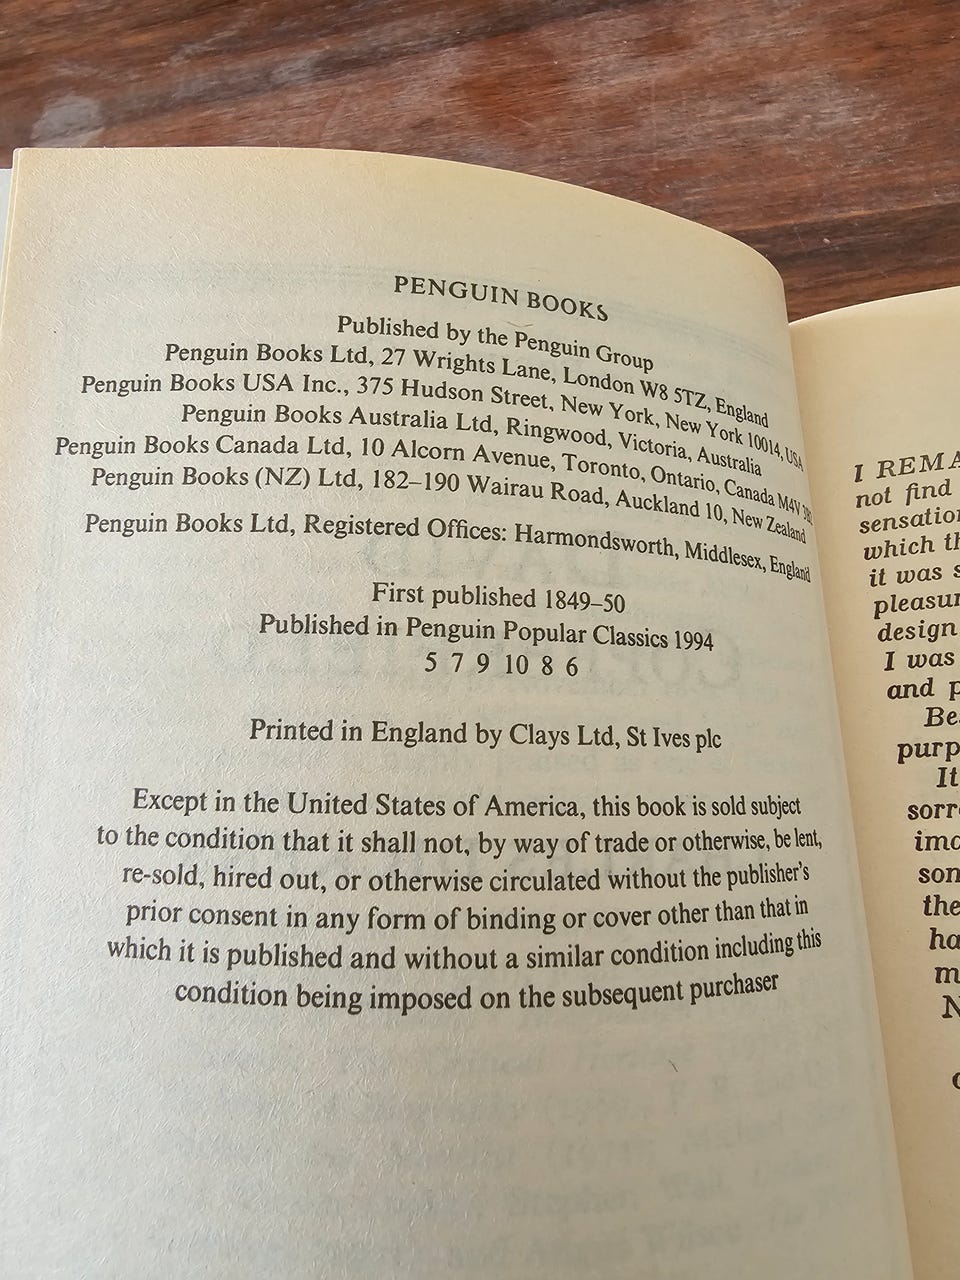 PENGUIN BOOKS
Published by the Penguin Group
Penguin Books Ltd, 27 Wrights Lane, London W8 5TZ, England
Penguin Books USA Inc., 375 Hudson Street, New York, New York 10014, USA
Penguin Books Australia Ltd, Ringwood, Victoria, Australia
Penguin Books Canada Ltd, 10 Alcorn Avenue, Toronto, Ontario, Canada M4V
Penguin Books (NZ) Ltd, 182–190 Wairau Road, Auckland 10, New Zealand
Penguin Books Ltd, Registered Offices: Harmondsworth, Middlesex, England
First published 1849–50
Published in Penguin Popular Classics 1994
5 7 9 10 8 6
Printed in England by Clays Ltd, St Ives plc
Except in the United States of America, this book is sold subject
to the condition that it shall not, by way of trade or otherwise, be lent,
re-sold, hired out, or otherwise circulated without the publisher's
prior consent in any form of binding or cover other than that in
which it is published and without a similar condition including this
condition being imposed on the subsequent purchaser
I REMA
not find
sensation
which th
it was s
pleasur
design
I was
and p
Be
purp
It
sorr
ima
son
the
ha
m
N